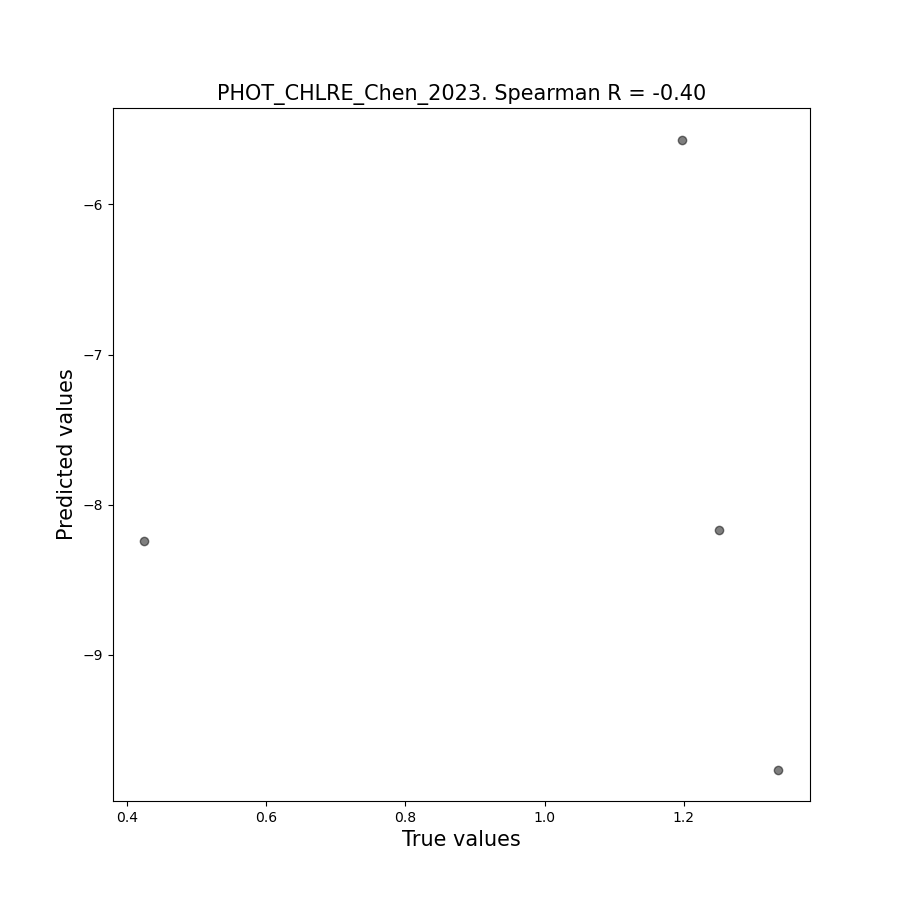 PHOT_CHLRE_Chen_2023. Spearman R = -0.40
Predicted values
−6
−7
−8
−9
0.4 0.6 0.8 1.0 1.2
True values